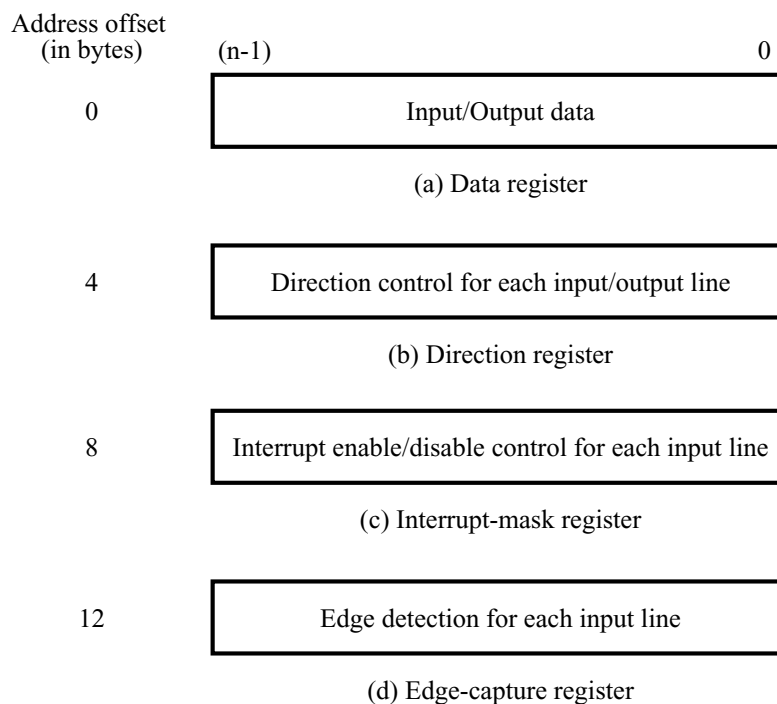 Address offset
(in bytes)
(n-1) 0
0 Input/Output data
(a) Data register
4 Direction control for each input/output line
(b) Direction register
8 Interrupt enable/disable control for each input line
(c) Interrupt-mask register
12 Edge detection for each input line
(d) Edge-capture register